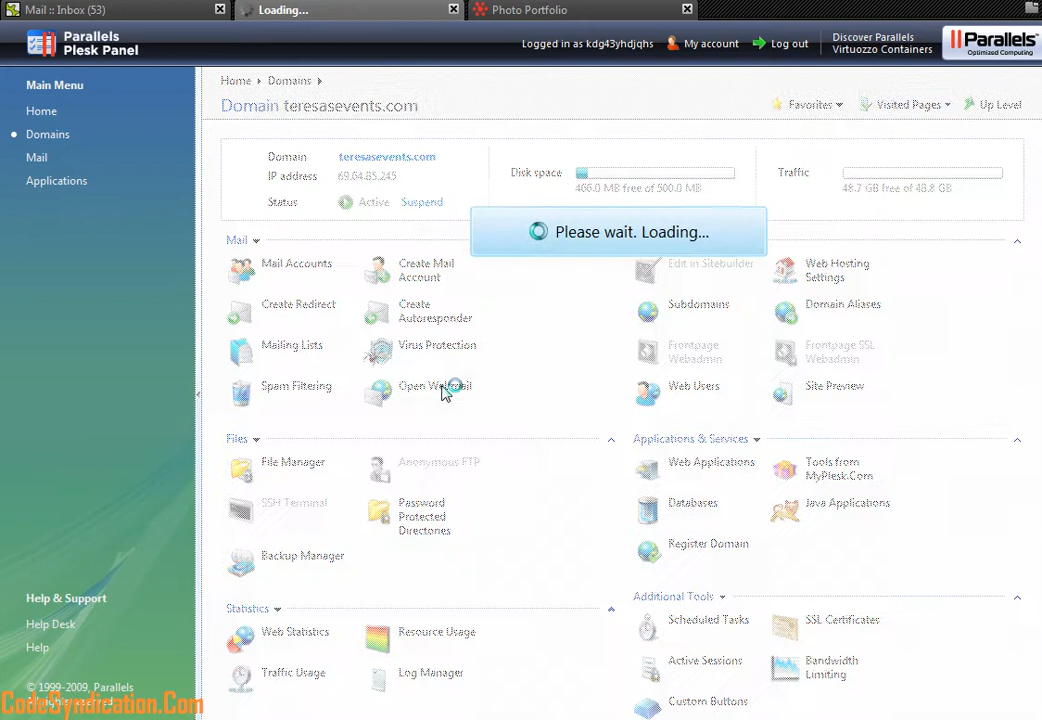 Mail :: Inbox (53)
Loading...
Photo Portfolio
Parallels
Plesk Panel
Logged in as kdg43yhdjqhs
My account
Log out
Discover Parallels
Virtuozzo Containers
Parallels
Optimized Computing
Main Menu
Home
Domains
Mail
Applications
Help & Support
Help Desk
Help
© 1999-2009, Parallels
All rights reserved
CodeSyndication.Com
Home
Domains
Domain teresasevents.com
Favorites
Visited Pages
Up Level
Domain
teresasevents.com
IP address
69.64.85.245
Status
Active
Suspend
Disk space
466.0 MB free of 500.0 MB
Traffic
48.7 GB free of 48.8 GB
Please wait. Loading...
Mail
Mail Accounts
Create Mail
Account
Create Redirect
Create
Autoresponder
Mailing Lists
Virus Protection
Spam Filtering
Open Webmail
Edit in Sitebuilder
Web Hosting
Settings
Subdomains
Domain Aliases
Frontpage
Webadmin
Frontpage SSL
Webadmin
Web Users
Site Preview
Files
File Manager
Anonymous FTP
SSH Terminal
Password
Protected
Directories
Backup Manager
Applications & Services
Web Applications
Tools from
MyPlesk.Com
Databases
Java Applications
Register Domain
Statistics
Web Statistics
Resource Usage
Traffic Usage
Log Manager
Additional Tools
Scheduled Tasks
SSL Certificates
Active Sessions
Bandwidth
Limiting
Custom Buttons